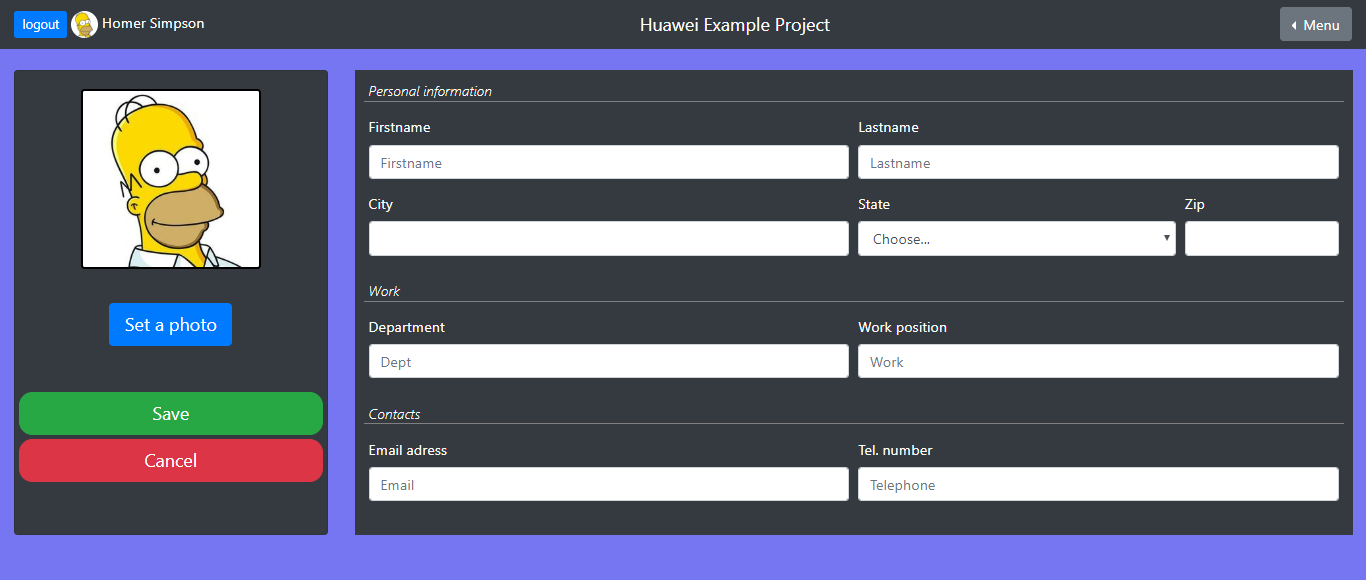 logout Homer Simpson
Huawei Example Project
Menu
Set a photo
Save
Cancel
Personal information
Firstname Lastname
Firstname Lastname
City State Zip
Choose...
Work
Department Work position
Dept Work
Contacts
Email adress Tel. number
Email Telephone